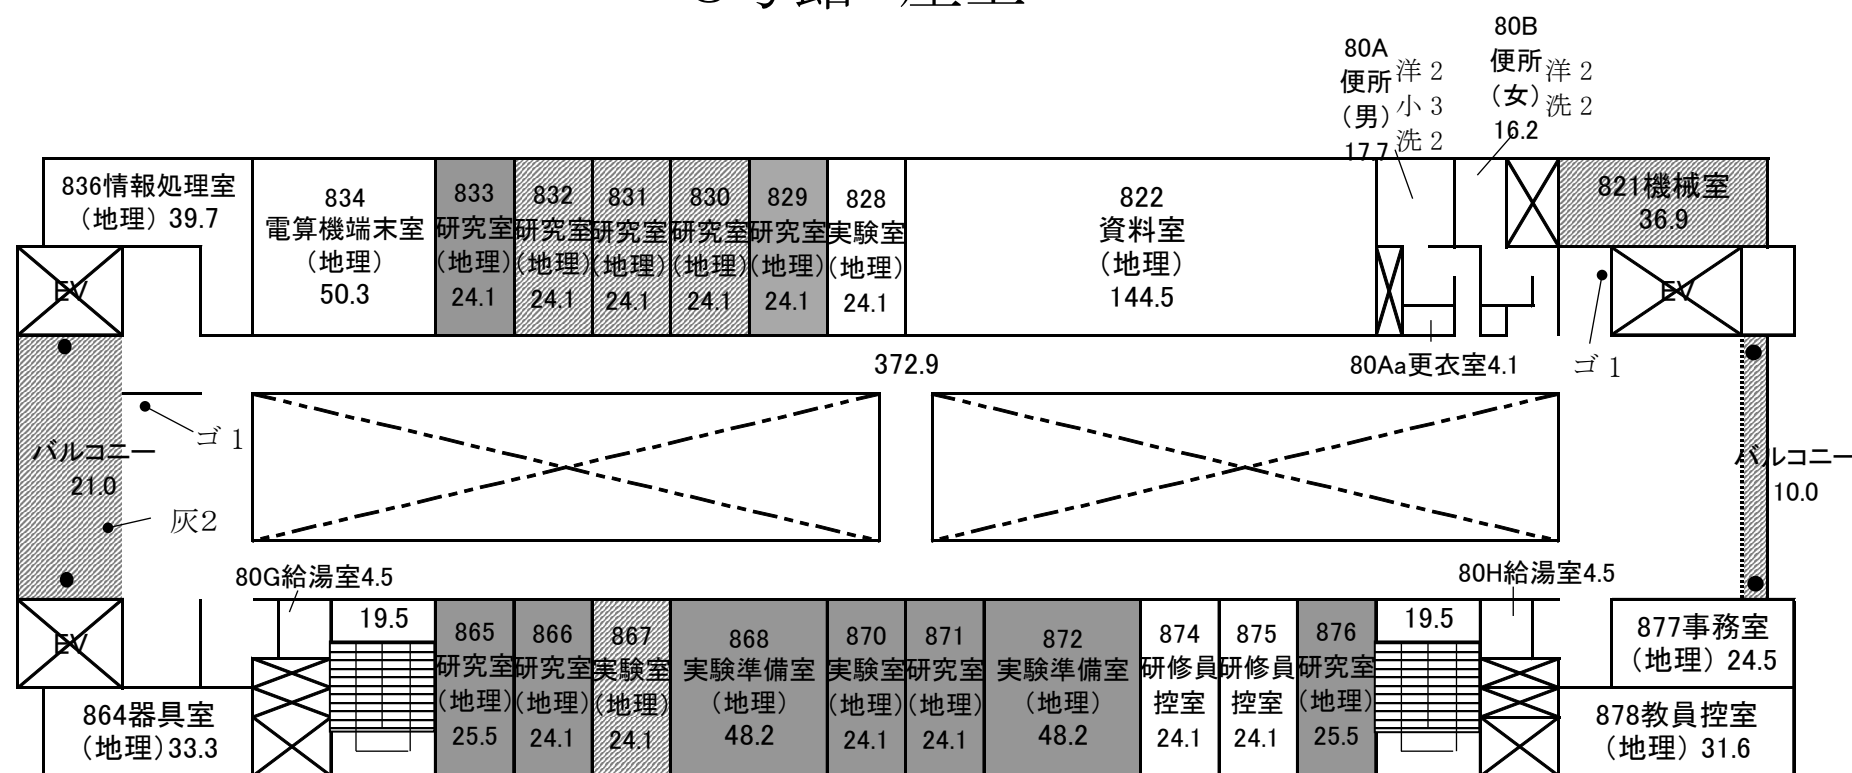 80A
便所
(男)
17.7
洋2
小3
洗2
80B
便所
(女)
16.2
洋2
洗2
836情報処理室
(地理) 39.7
834
電算機端末室
(地理)
50.3
833
研究室
(地理)
24.1
832
研究室
(地理)
24.1
831
研究室
(地理)
24.1
830
研究室
(地理)
24.1
829
研究室
(地理)
24.1
828
実験室
(地理)
24.1
822
資料室
(地理)
144.5
821機械室
36.9
EV
EV
372.9
80Aa更衣室4.1
ゴ1
ゴ1
バルコニー
21.0
灰2
バルコニー
10.0
80G給湯室4.5
80H給湯室4.5
EV
19.5
865
研究室
(地理)
25.5
866
研究室
(地理)
24.1
867
実験室
(地理)
24.1
868
実験準備室
(地理)
48.2
870
実験室
(地理)
24.1
871
研究室
(地理)
24.1
872
実験準備室
(地理)
48.2
874
研修員
控室
24.1
875
研修員
控室
24.1
876
研究室
(地理)
25.5
19.5
877事務室
(地理) 24.5
864器具室
(地理)33.3
878教員控室
(地理) 31.6